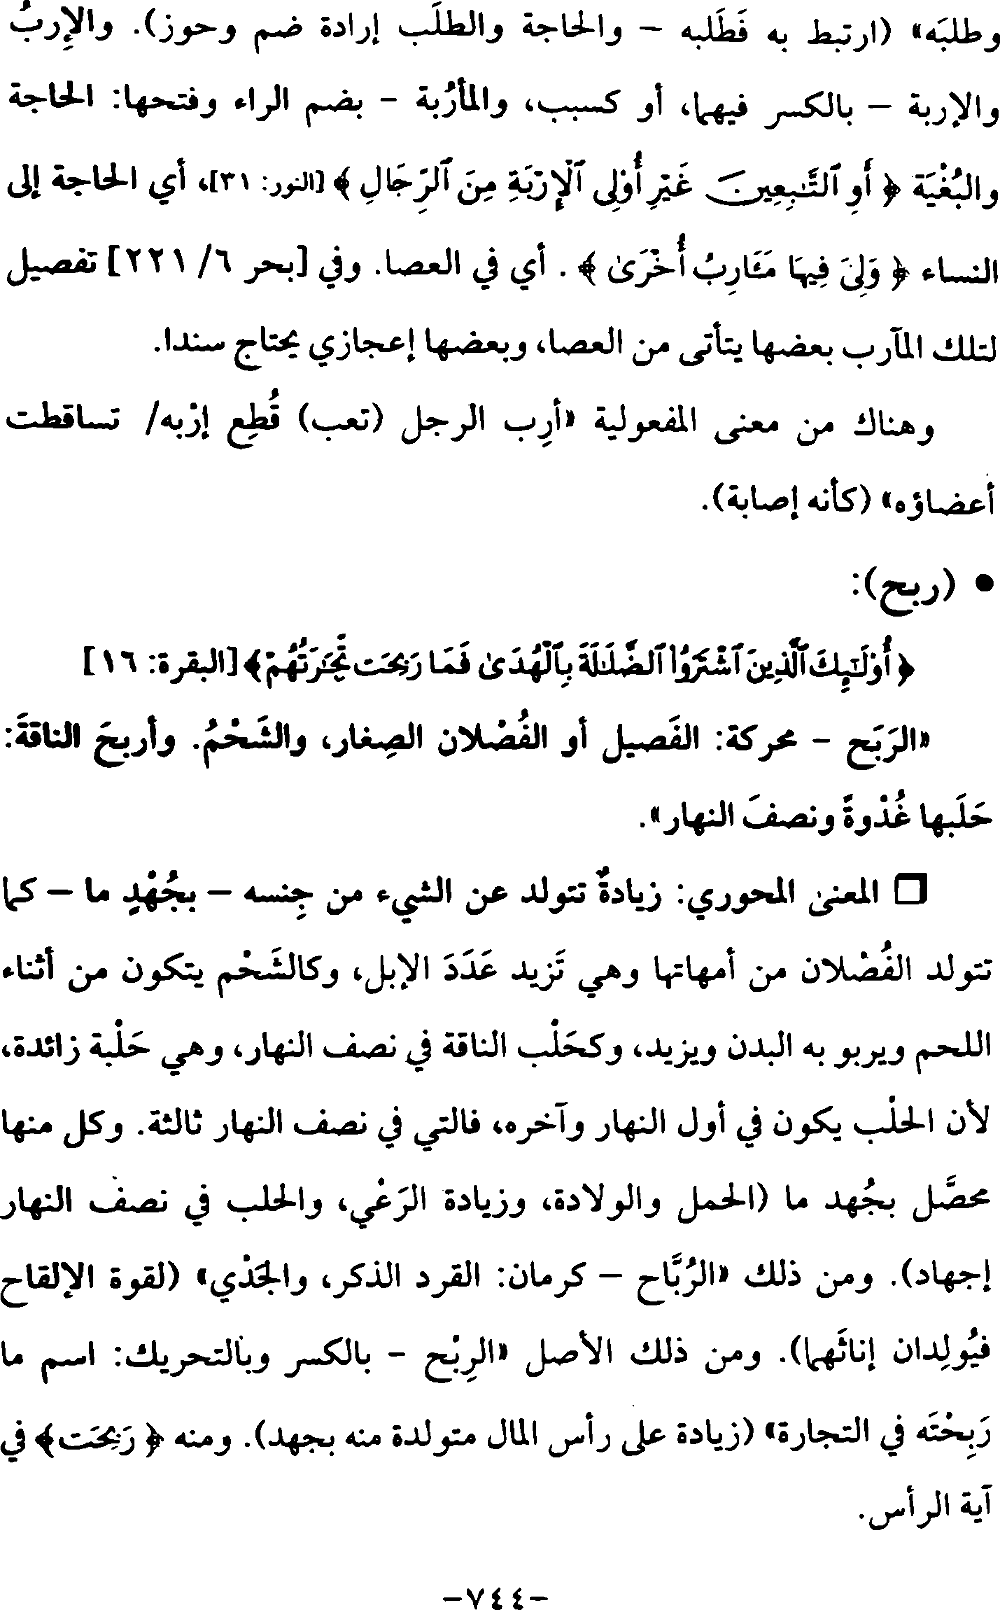 وطلبَه» (ارتبط به فَطَلبه – والحاجة والطلَب إرادة ضم وحوز). والإربُ
والإربة – بالكسر فيهما، أو كسبب، والمأرُبة – بضم الراء وفتحها: الحاجة
والبُغْيَة ﴿ أَوِ ٱلتَّٰبِعِينَ غَيْرِ أُوْلِى ٱلْإِرْبَةِ مِنَ ٱلرِّجَالِ ﴾ [النور: ٣١]، أي الحاجة إلى
النساء ﴿ وَلِىَ فِيهَا مَـَٔارِبُ أُخْرَىٰ ﴾ . أي في العصا. وفي [بحر ٦/ ٢٢١] تفصيل
لتلك المآرب بعضها يتأتى من العصا، وبعضها إعجازي يحتاج سندا.
وهناك من معنى المفعولية «أرِب الرجل (تعب) قُطِع إرْبه/ تساقطت
أعضاؤه» (كأنه إصابة).
• (ربح):
﴿ أُوْلَٰٓئِكَ ٱلَّذِينَ ٱشْتَرَوُا۟ ٱلضَّلَٰلَةَ بِٱلْهُدَىٰ فَمَا رَبِحَت تِّجَٰرَتُهُمْ ﴾ [البقرة: ١٦]
«الرَبَح – محركة: الفَصيل أو الفُصْلان الصِغار، والشَحْمُ. وأربحَ الناقةَ:
حَلَبها غُدْوةً ونصفَ النهار».
❏ المعنى المحوري: زيادةٌ تتولد عن الشيء من جِنسه – بجُهْدٍ ما – كما
تتولد الفُصْلان من أمهاتها وهي تَزيد عَدَدَ الإبل، وكالشَحْم يتكون من أثناء
اللحم ويربو به البدن ويزيد، وكحَلْب الناقة في نصف النهار، وهي حَلْبة زائدة،
لأن الحلْب يكون في أول النهار وآخره، فالتي في نصف النهار ثالثة. وكل منها
محصَّل بجُهد ما (الحمل والولادة، وزيادة الرَعْي، والحلب في نصف النهار
إجهاد). ومن ذلك «الرُبَّاح – كرمان: القرد الذكر، والجَدْي» (لقوة الإلقاح
فيُولِدان إناثَهما). ومن ذلك الأصل «الرِبْح – بالكسر وبالتحريك: اسم ما
رَبِحْتَه في التجارة» (زيادة على رأس المال متولدة منه بجهد). ومنه ﴿ رَبِحَت ﴾ في
آية الرأس.
–٧٤٤–